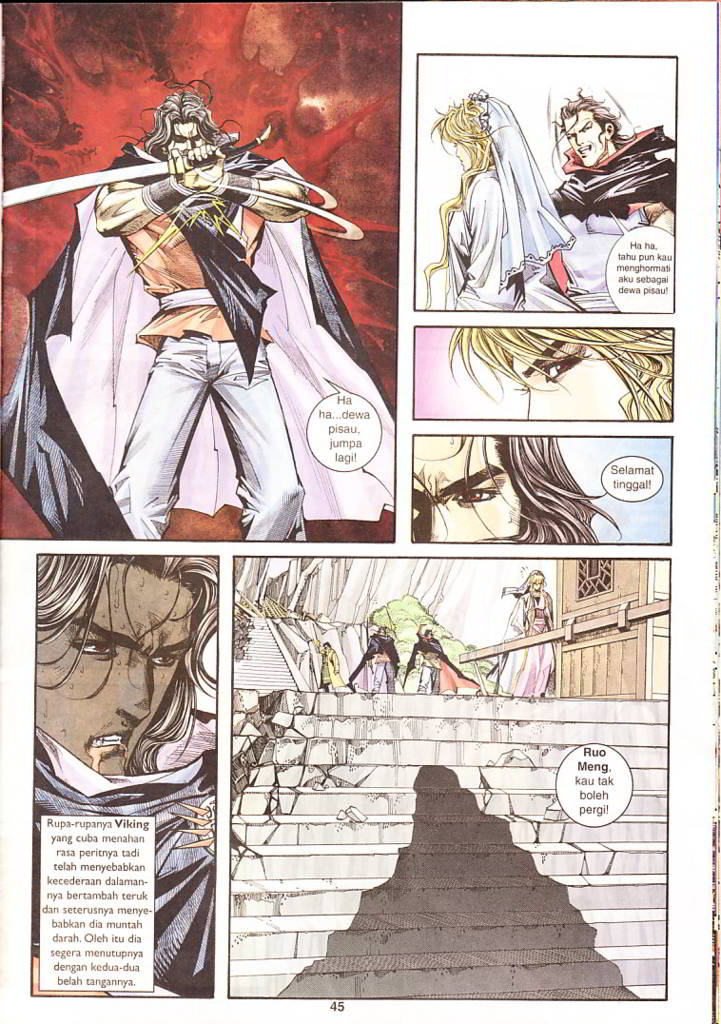 Ha
ha...dewa
pisau,
jumpa
lagi!
Ha ha,
tahu pun kau
menghormati
aku sebagai
dewa pisau!
Selamat
tinggal!
Rupa-rupanya Viking
yang cuba menahan
rasa peritnya tadi
telah menyebabkan
kecederaan dalaman-
nya bertambah teruk
dan seterusnya menye-
babkan dia muntah
darah. Oleh itu dia
segera menutupnya
dengan kedua-dua
belah tangannya.
Ruo
Meng,
kau tak
boleh
pergi!
45